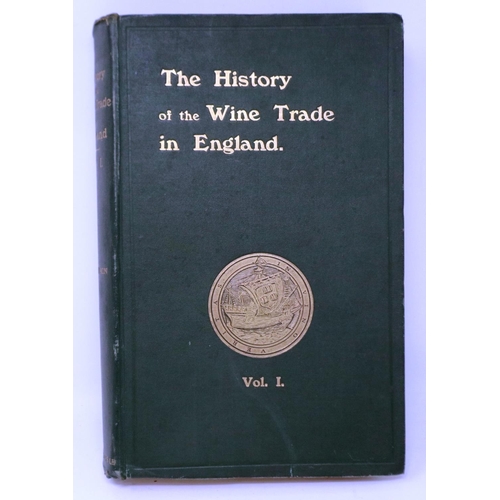 The History
of the Wine Trade
in England.
Vol. I.